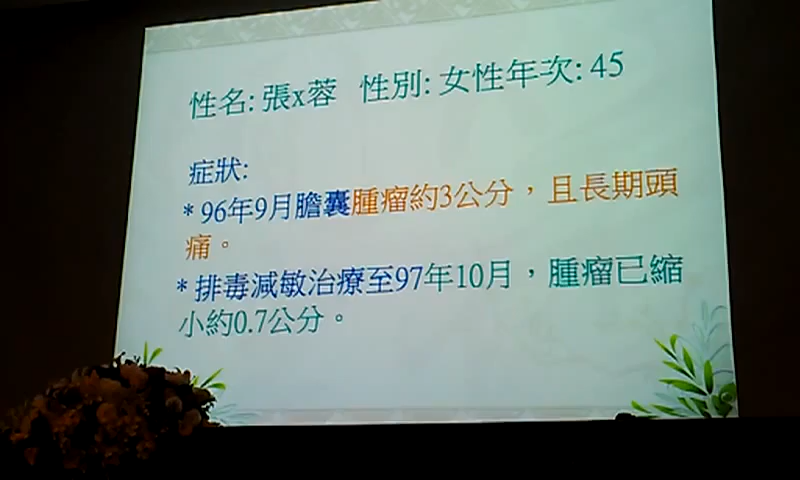 性名: 張x蓉 性別: 女性年次: 45
症狀:
* 96年9月膽囊腫瘤約3公分，且長期頭
痛。
* 排毒減敏治療至97年10月，腫瘤已縮
小約0.7公分。